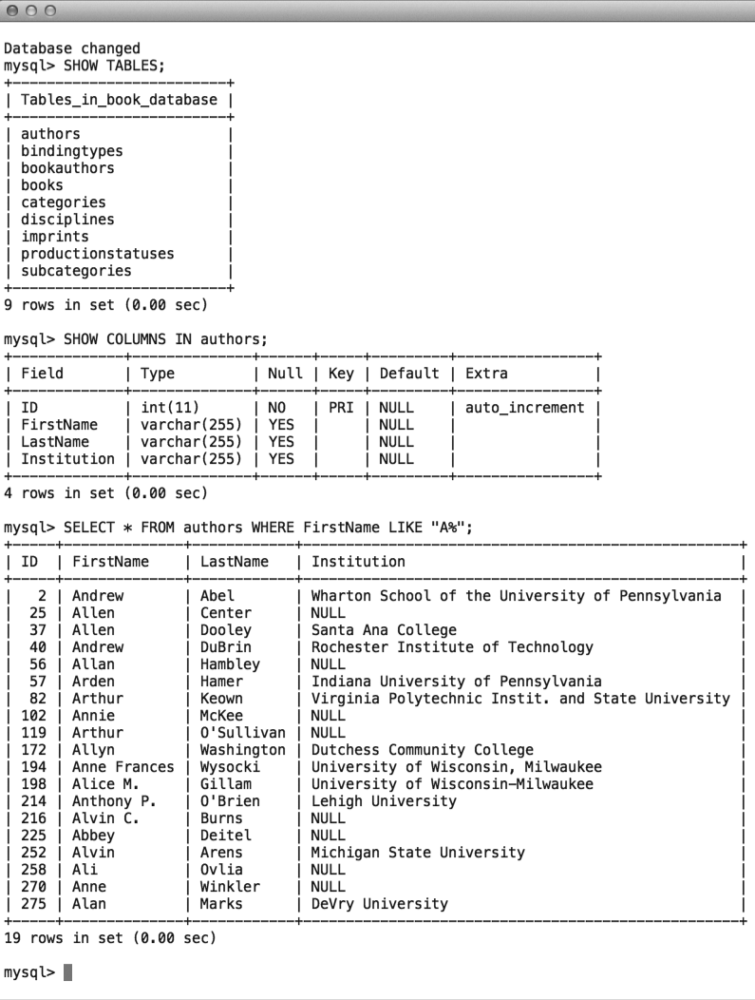 Database changed
mysql> SHOW TABLES;
+-------------------------+
| Tables_in_book_database |
+-------------------------+
| authors                 |
| bindingtypes            |
| bookauthors             |
| books                   |
| categories              |
| disciplines             |
| imprints                |
| productionstatuses      |
| subcategories           |
+-------------------------+
9 rows in set (0.00 sec)

mysql> SHOW COLUMNS IN authors;
+-------------+--------------+------+-----+---------+----------------+
| Field       | Type         | Null | Key | Default | Extra          |
+-------------+--------------+------+-----+---------+----------------+
| ID          | int(11)      | NO   | PRI | NULL    | auto_increment |
| FirstName   | varchar(255) | YES  |     | NULL    |                |
| LastName    | varchar(255) | YES  |     | NULL    |                |
| Institution | varchar(255) | YES  |     | NULL    |                |
+-------------+--------------+------+-----+---------+----------------+
4 rows in set (0.00 sec)

mysql> SELECT * FROM authors WHERE FirstName LIKE "A%";
+-----+--------------+------------+---------------------------------------------------+
| ID  | FirstName    | LastName   | Institution                                       |
+-----+--------------+------------+---------------------------------------------------+
|   2 | Andrew       | Abel       | Wharton School of the University of Pennsylvania  |
|  25 | Allen        | Center     | NULL                                              |
|  37 | Allen        | Dooley     | Santa Ana College                                 |
|  40 | Andrew       | DuBrin     | Rochester Institute of Technology                 |
|  56 | Allan        | Hambley    | NULL                                              |
|  57 | Arden        | Hamer      | Indiana University of Pennsylvania                |
|  82 | Arthur       | Keown      | Virginia Polytechnic Instit. and State University |
| 102 | Annie        | McKee      | NULL                                              |
| 119 | Arthur       | O'Sullivan | NULL                                              |
| 172 | Allyn        | Washington | Dutchess Community College                        |
| 194 | Anne Frances | Wysocki    | University of Wisconsin, Milwaukee                |
| 198 | Alice M.     | Gillam     | University of Wisconsin-Milwaukee                 |
| 214 | Anthony P.   | O'Brien    | Lehigh University                                 |
| 216 | Alvin C.     | Burns      | NULL                                              |
| 225 | Abbey        | Deitel     | NULL                                              |
| 252 | Alvin        | Arens      | Michigan State University                         |
| 258 | Ali          | Ovlia      | NULL                                              |
| 270 | Anne         | Winkler    | NULL                                              |
| 275 | Alan         | Marks      | DeVry University                                  |
+-----+--------------+------------+---------------------------------------------------+
19 rows in set (0.00 sec)

mysql>